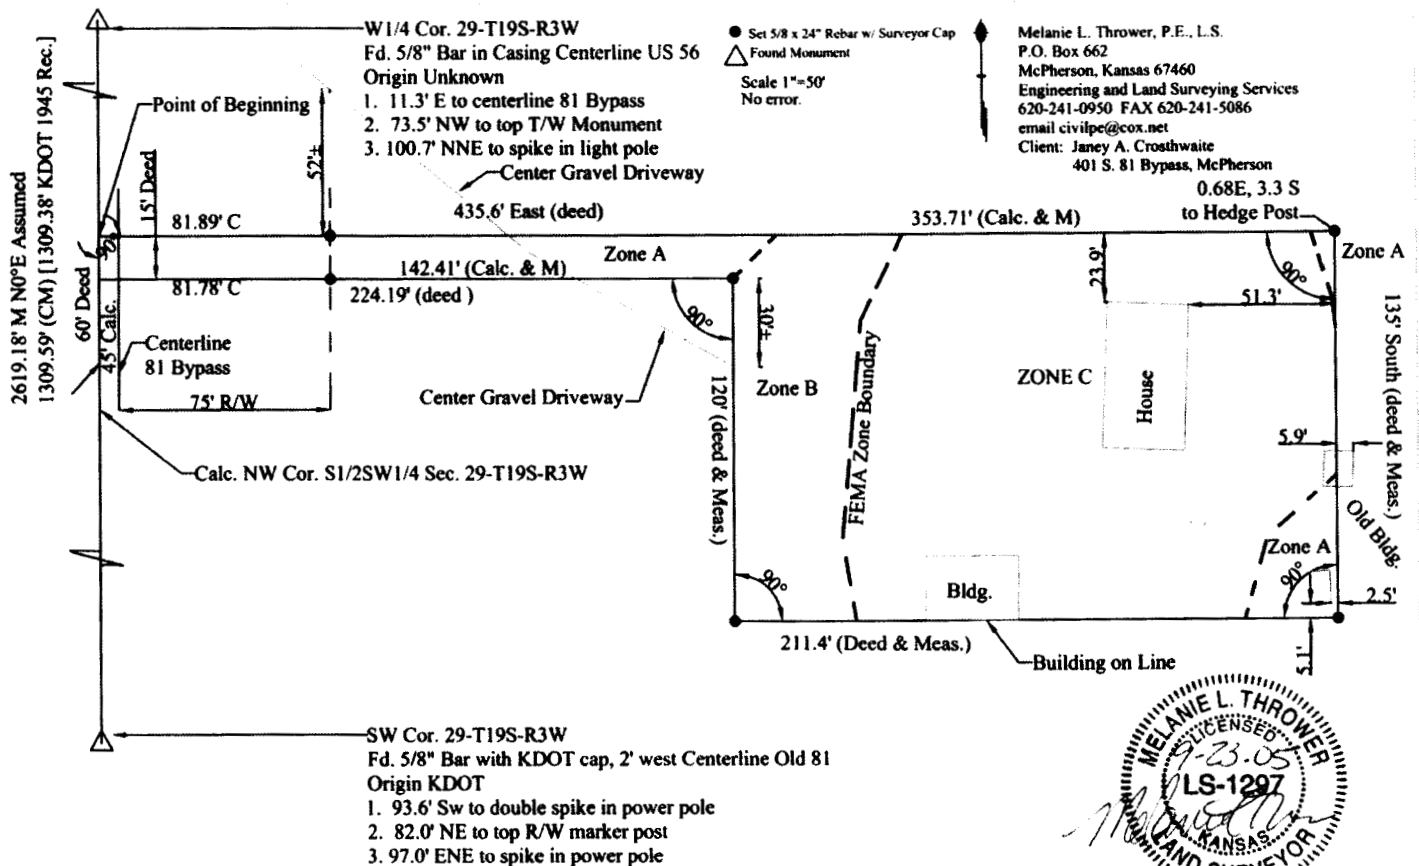 W1/4 Cor. 29-T19S-R3W
Fd. 5/8" Bar in Casing Centerline US 56
Origin Unknown
1. 11.3' E to centerline 81 Bypass
2. 73.5' NW to top T/W Monument
3. 100.7' NNE to spike in light pole
Set 5/8 x 24" Rebar w/ Surveyor Cap
Found Monument
Scale 1"=50'
No error.
Melanie L. Thrower, P.E., L.S.
P.O. Box 662
McPherson, Kansas 67460
Engineering and Land Surveying Services
620-241-0950 FAX 620-241-5086
email civilpe@cox.net
Client: Janey A. Crosthwaite
401 S. 81 Bypass, McPherson
2619.18' M N0°E Assumed
1309.59' (CM) [1309.38' KDOT 1945 Rec.]
Point of Beginning
15' Deed
52'±
Center Gravel Driveway
0.68E, 3.3 S
to Hedge Post
81.89' C
435.6' East (deed)
353.71' (Calc. & M)
90°
Zone A
142.41' (Calc. & M)
23.9'
90°
Zone A
81.78' C
224.19' (deed )
51.3'
60' Deed
45' Calc.
90°
30'±
135' South (deed & Meas.)
Centerline
81 Bypass
75' R/W
Center Gravel Driveway
120' (deed & Meas.)
Zone B
FEMA Zone Boundary
ZONE C
House
5.9'
Old Bldg.
Calc. NW Cor. S1/2SW1/4 Sec. 29-T19S-R3W
Zone A
90°
90°
Bldg.
2.5'
211.4' (Deed & Meas.)
Building on Line
5.1'
SW Cor. 29-T19S-R3W
Fd. 5/8" Bar with KDOT cap, 2' west Centerline Old 81
Origin KDOT
1. 93.6' Sw to double spike in power pole
2. 82.0' NE to top R/W marker post
3. 97.0' ENE to spike in power pole
MELANIE L. THROWER
LICENSED
9-23-05
LS-1297
KANSAS
LAND SURVEYOR